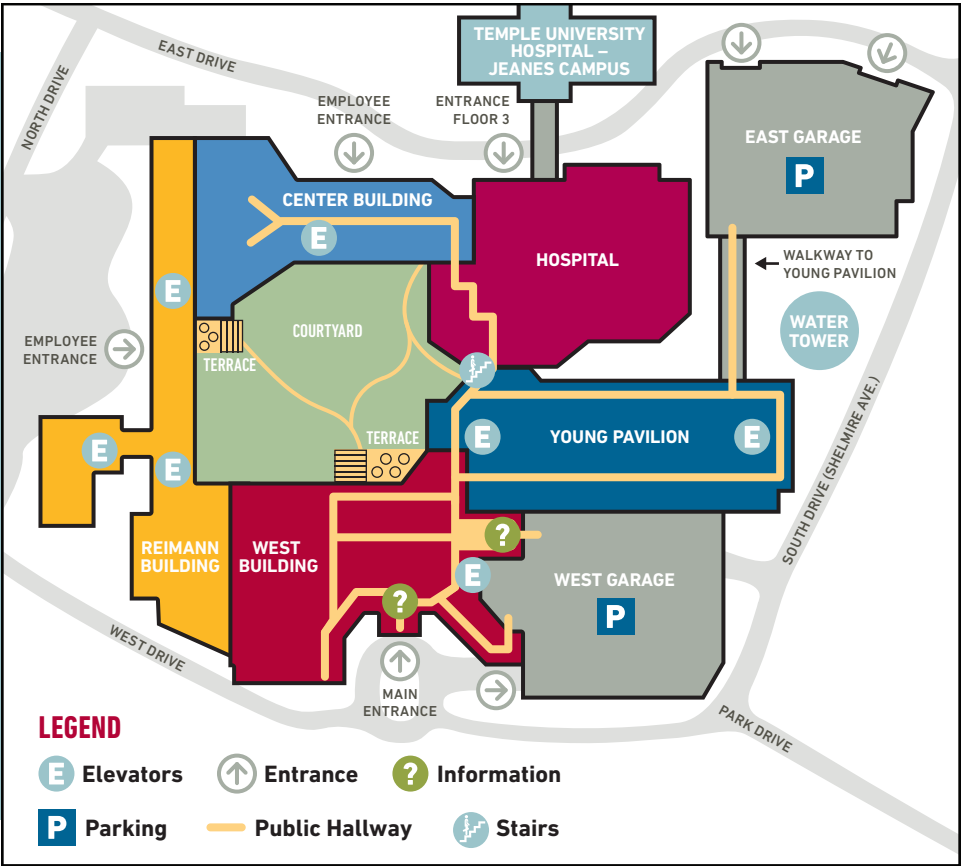 TEMPLE UNIVERSITY
HOSPITAL –
JEANES CAMPUS
EAST DRIVE
NORTH DRIVE
EMPLOYEE
ENTRANCE
ENTRANCE
FLOOR 3
EAST GARAGE
P
CENTER BUILDING
E
HOSPITAL
WALKWAY TO
YOUNG PAVILION
E
COURTYARD
WATER
TOWER
EMPLOYEE
ENTRANCE
TERRACE
TERRACE
E
YOUNG PAVILION
E
E
E
SOUTH DRIVE (SHELMIRE AVE.)
REIMANN
BUILDING
WEST
BUILDING
?
E
WEST GARAGE
P
?
WEST DRIVE
MAIN
ENTRANCE
PARK DRIVE
LEGEND
E Elevators
Entrance
? Information
P Parking
Public Hallway
Stairs